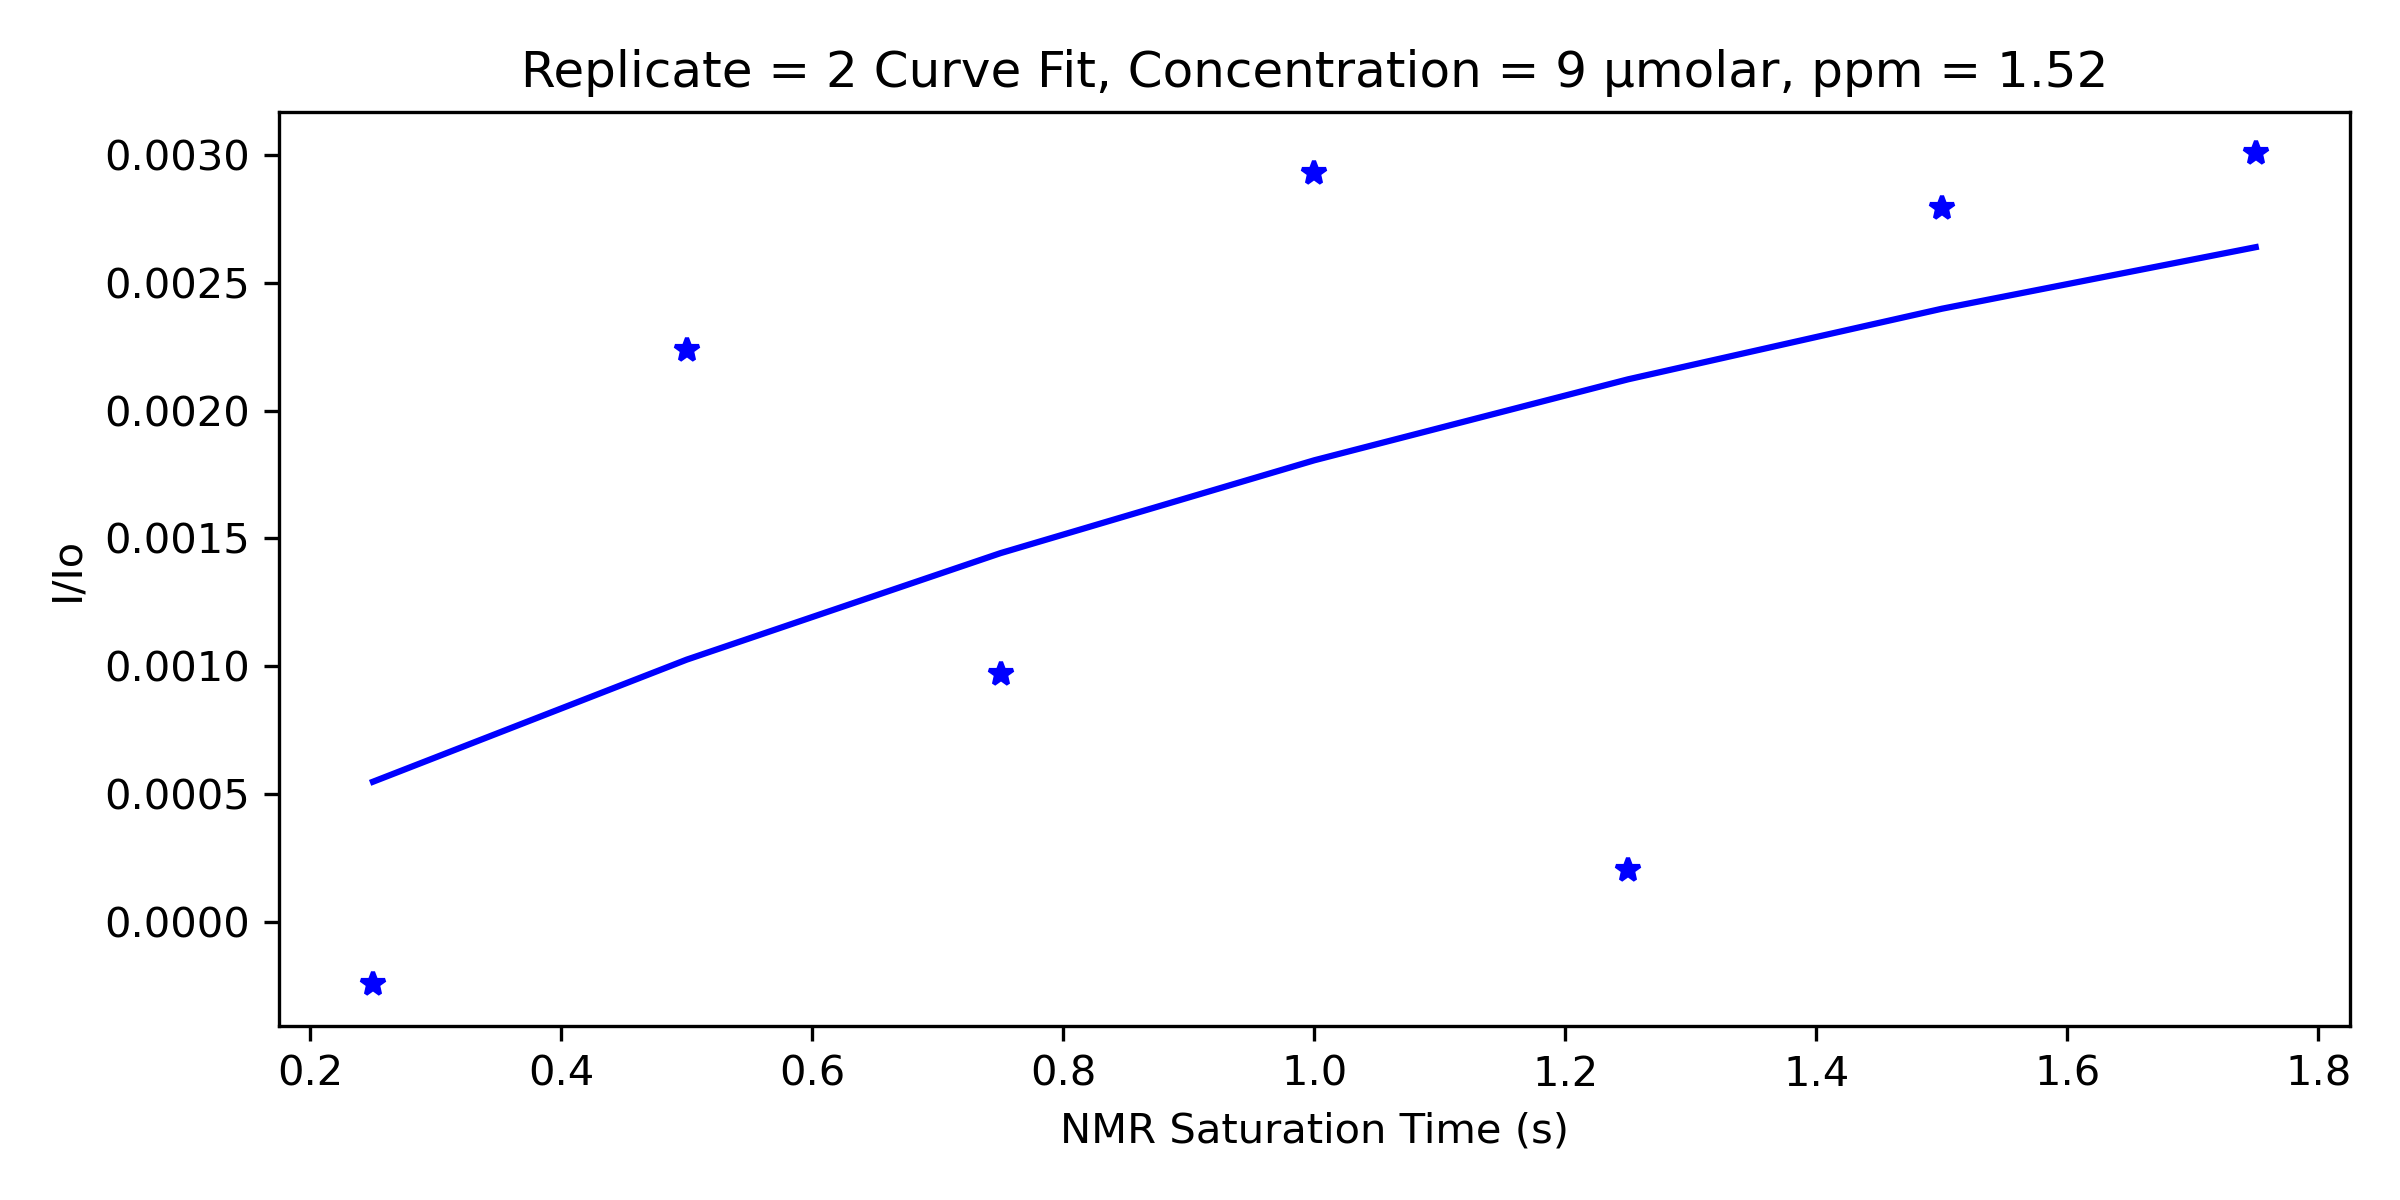 Replicate = 2 Curve Fit, Concentration = 9 µmolar, ppm = 1.52
0.0030
0.0025
0.0020
0.0015
0.0010
0.0005
0.0000
I/Io
0.2 0.4 0.6 0.8 1.0 1.2 1.4 1.6 1.8
NMR Saturation Time (s)